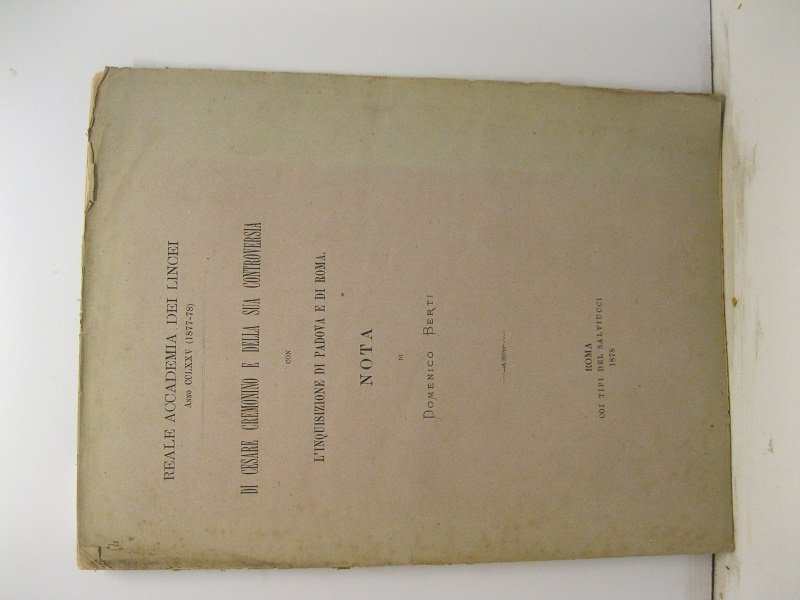 REALE ACCADEMIA DEI LINCEI
ANNO CCLXXV (1877-78)
DI CESARE CREMONINO E DELLA SUA CONTROVERSIA
CON
L'INQUISIZIONE DI PADOVA E DI ROMA.
NOTA
DI
DOMENICO BERTI
ROMA
COI TIPI DEL SALVIUCCI
1878